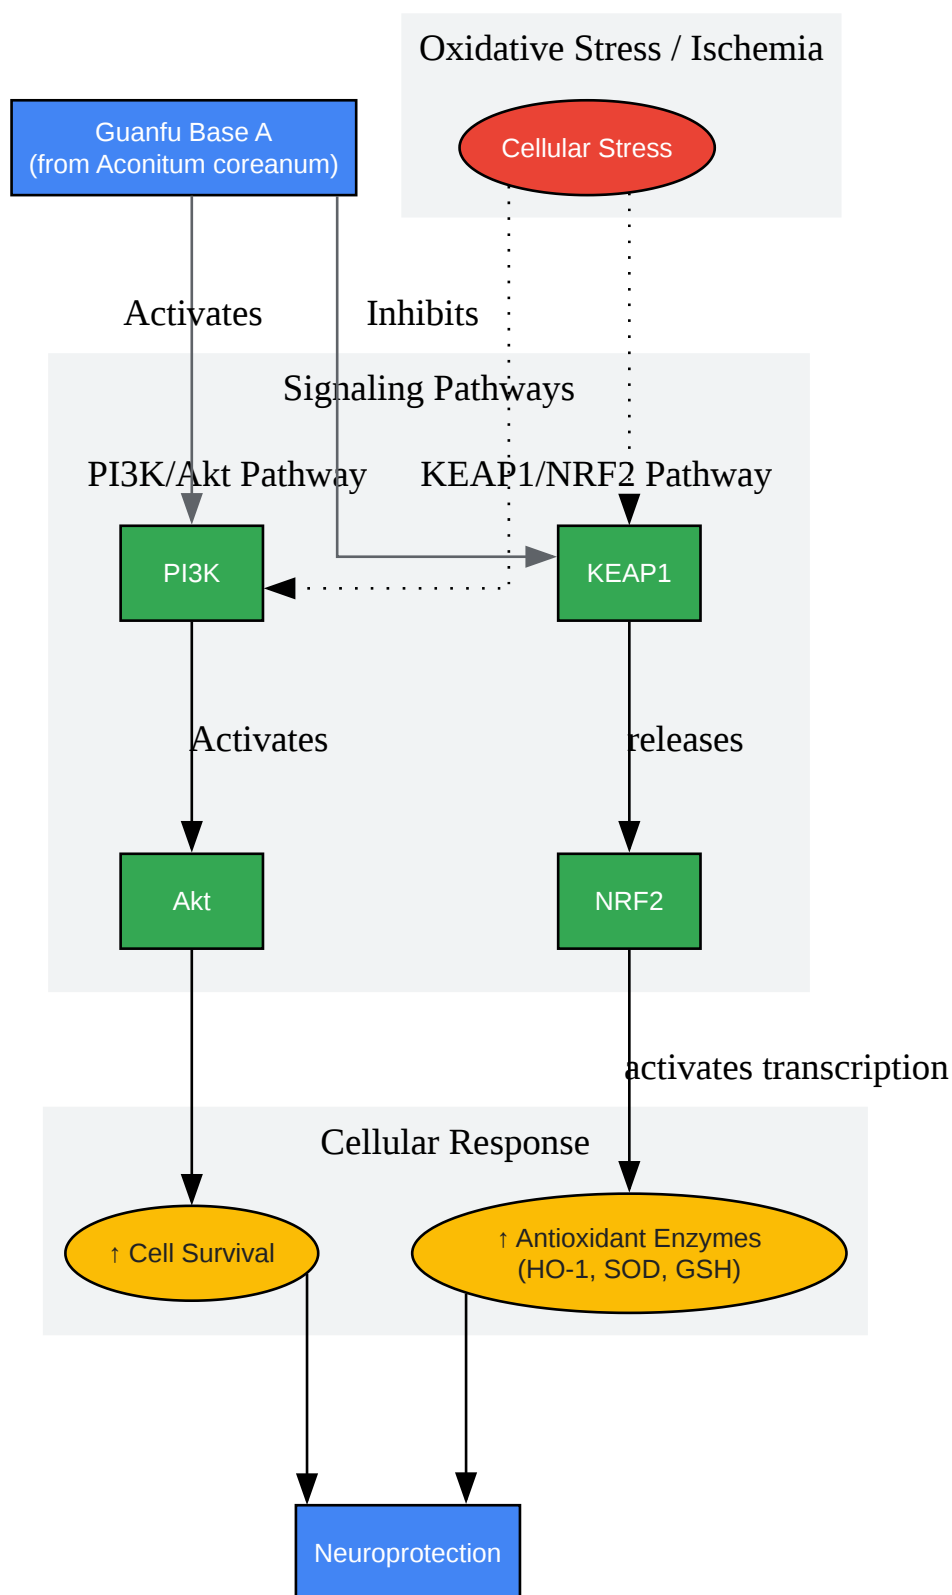 Oxidative Stress / Ischemia
Guanfu Base A
(from Aconitum coreanum)
Cellular Stress
Activates
Inhibits
Signaling Pathways
PI3K/Akt Pathway
KEAP1/NRF2 Pathway
PI3K
KEAP1
Activates
releases
Akt
NRF2
activates transcription
Cellular Response
↑ Cell Survival
↑ Antioxidant Enzymes
(HO-1, SOD, GSH)
Neuroprotection